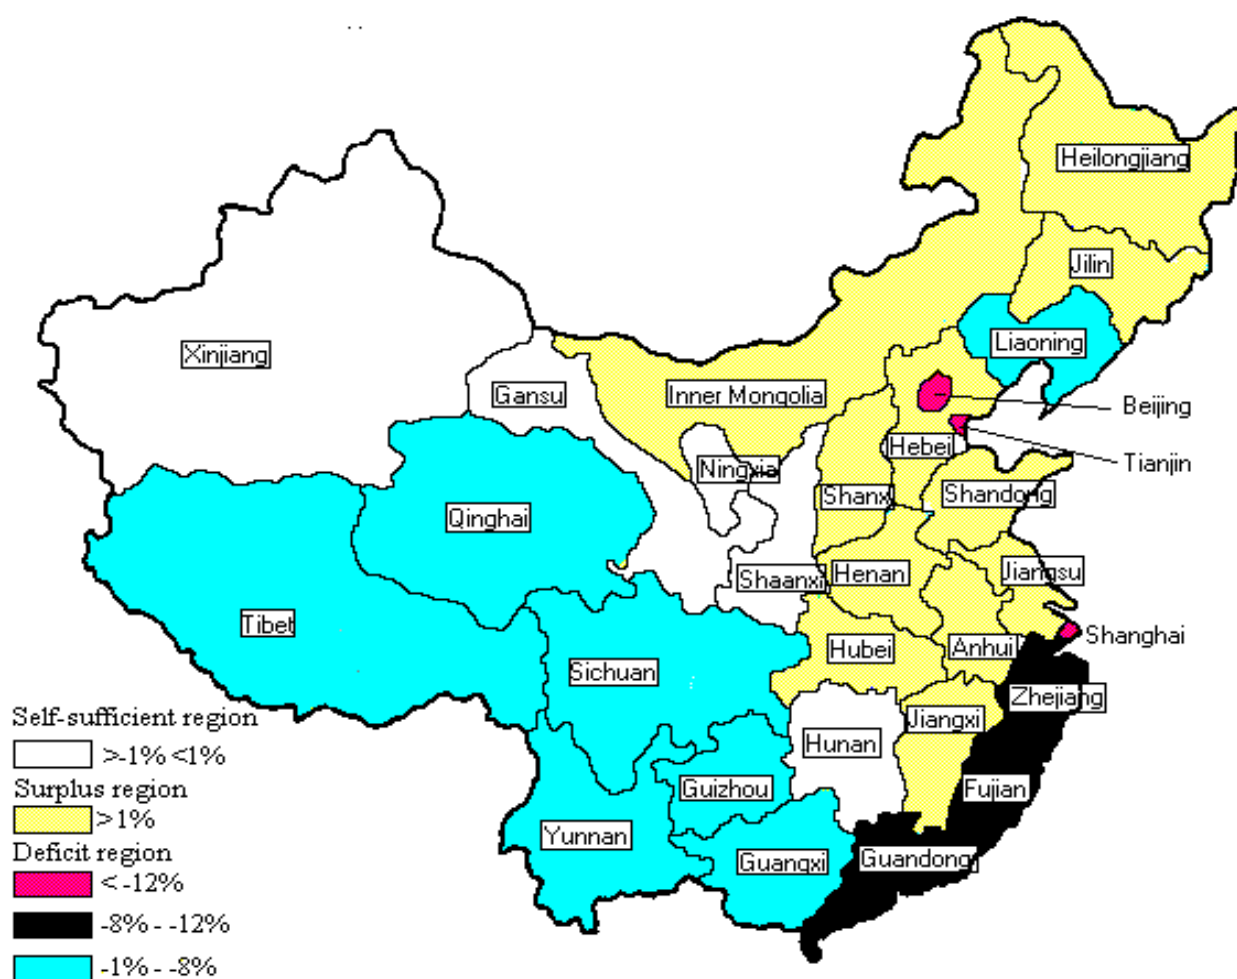 Heilongjiang
Jilin
Liaoning
Xinjiang
Gansu
Inner Mongolia
Beijing
Hebei
Tianjin
Ningxia
Shanx
Shandong
Qinghai
Shaanxi
Henan
Jiangsu
Tibet
Sichuan
Hubei
Anhui
Shanghai
Zhejiang
Jiangxi
Hunan
Guizhou
Fujian
Yunnan
Guangxi
Guandong
Self-sufficient region
>-1% <1%
Surplus region
>1%
Deficit region
< -12%
-8% - -12%
-1% - -8%